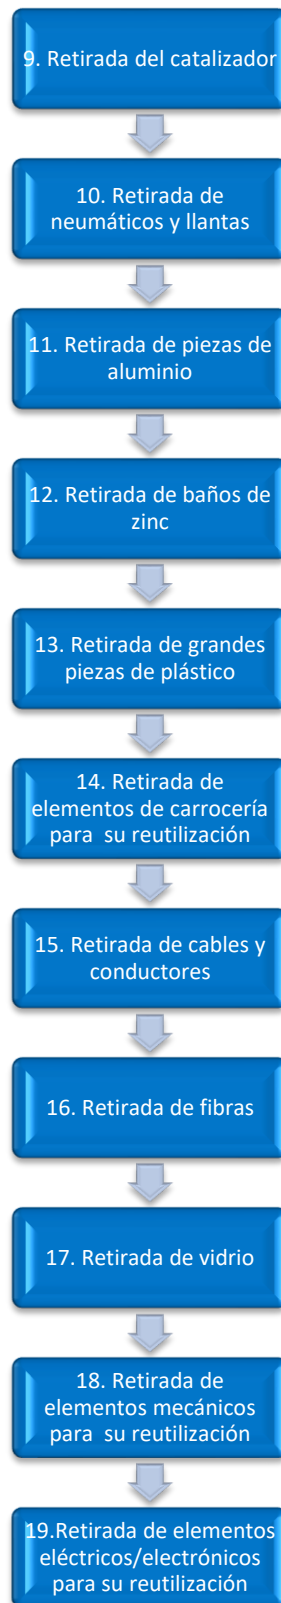 9. Retirada del catalizador
10. Retirada de
neumáticos y llantas
11. Retirada de piezas de
aluminio
12. Retirada de baños de
zinc
13. Retirada de grandes
piezas de plástico
14. Retirada de
elementos de carrocería
para  su reutilización
15. Retirada de cables y
conductores
16. Retirada de fibras
17. Retirada de vidrio
18. Retirada de
elementos mecánicos
para  su reutilización
19.Retirada de elementos
eléctricos/electrónicos
para su reutilización